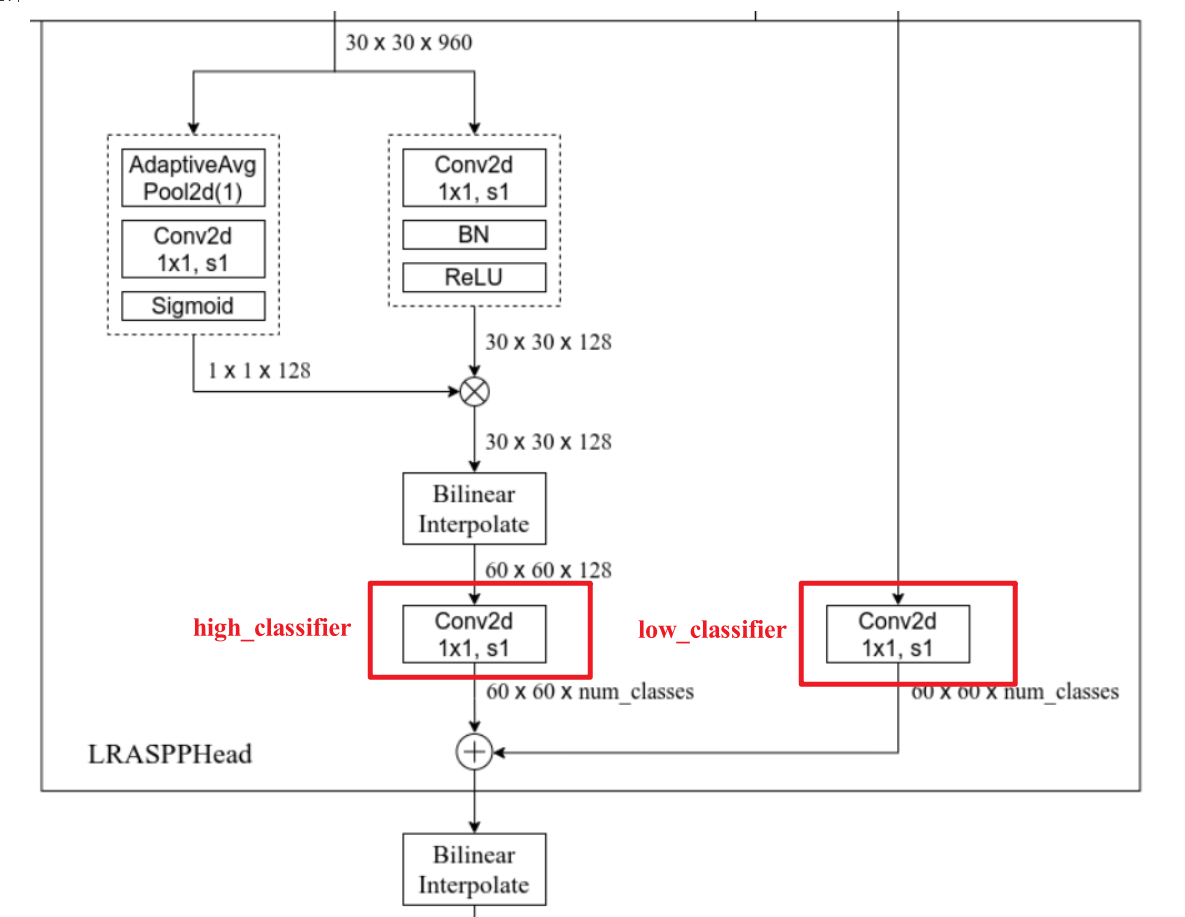 30 x 30 x 960
AdaptiveAvg
Pool2d(1)
Conv2d
1x1, s1
Sigmoid
Conv2d
1x1, s1
BN
ReLU
30 x 30 x 128
1 x 1 x 128
30 x 30 x 128
Bilinear
Interpolate
60 x 60 x 128
high_classifier
Conv2d
1x1, s1
low_classifier
Conv2d
1x1, s1
60 x 60 x num_classes
60 x 60 x num_classes
LRASPPHead
Bilinear
Interpolate